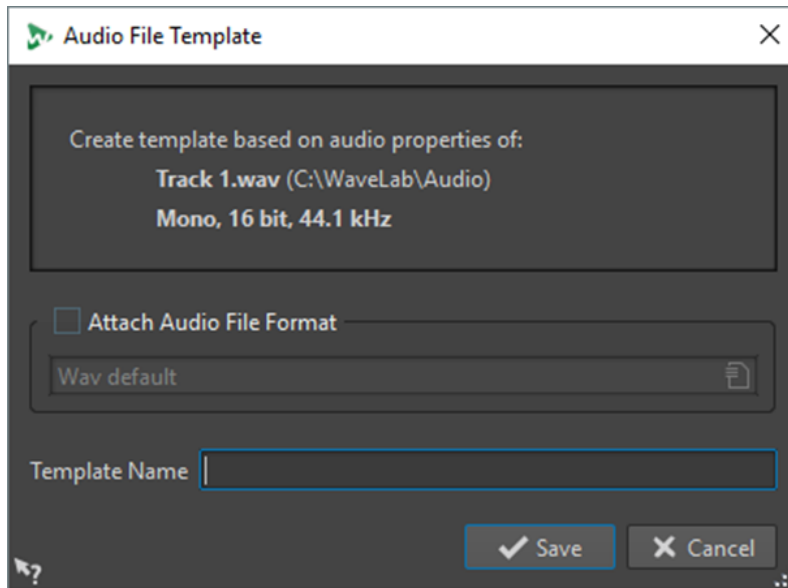 Audio File Template
Create template based on audio properties of:
Track 1.wav (C:\WaveLab\Audio)
Mono, 16 bit, 44.1 kHz
Attach Audio File Format
Wav default
Template Name
Save Cancel
?